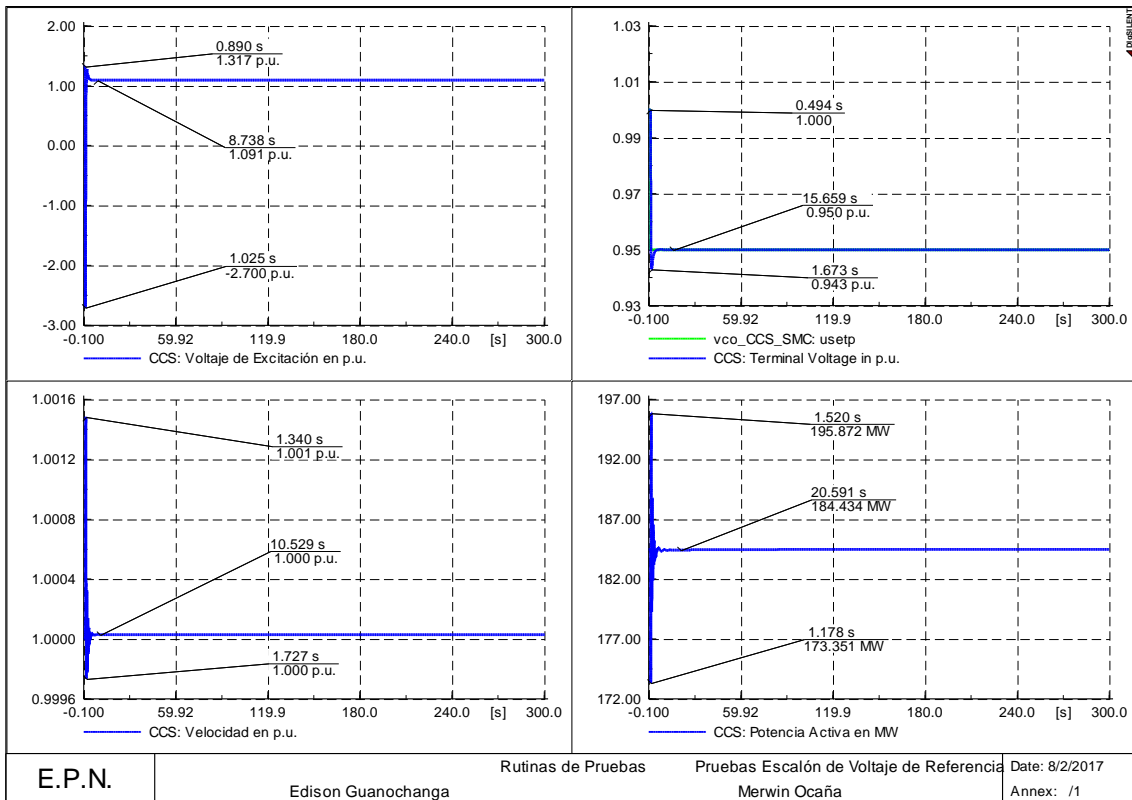 DIgSILENT
2.00
1.00
0.00
-1.00
-2.00
-3.00
0.890 s
1.317 p.u.
8.738 s
1.091 p.u.
1.025 s
-2.700 p.u.
-0.100 59.92 119.9 180.0 240.0 [s] 300.0
CCS: Voltaje de Excitación en p.u.
1.03
1.01
0.99
0.97
0.95
0.93
0.494 s
1.000
15.659 s
0.950 p.u.
1.673 s
0.943 p.u.
-0.100 59.92 119.9 180.0 240.0 [s] 300.0
vco_CCS_SMC: usetp
CCS: Terminal Voltage in p.u.
1.0016
1.0012
1.0008
1.0004
1.0000
0.9996
1.340 s
1.001 p.u.
10.529 s
1.000 p.u.
1.727 s
1.000 p.u.
-0.100 59.92 119.9 180.0 240.0 [s] 300.0
CCS: Velocidad en p.u.
197.00
192.00
187.00
182.00
177.00
172.00
1.520 s
195.872 MW
20.591 s
184.434 MW
1.178 s
173.351 MW
-0.100 59.92 119.9 180.0 240.0 [s] 300.0
CCS: Potencia Activa en MW
E.P.N.
Rutinas de Pruebas Pruebas Escalón de Voltaje de Referencia
Edison Guanochanga Merwin Ocaña
Date: 8/2/2017
Annex: /1